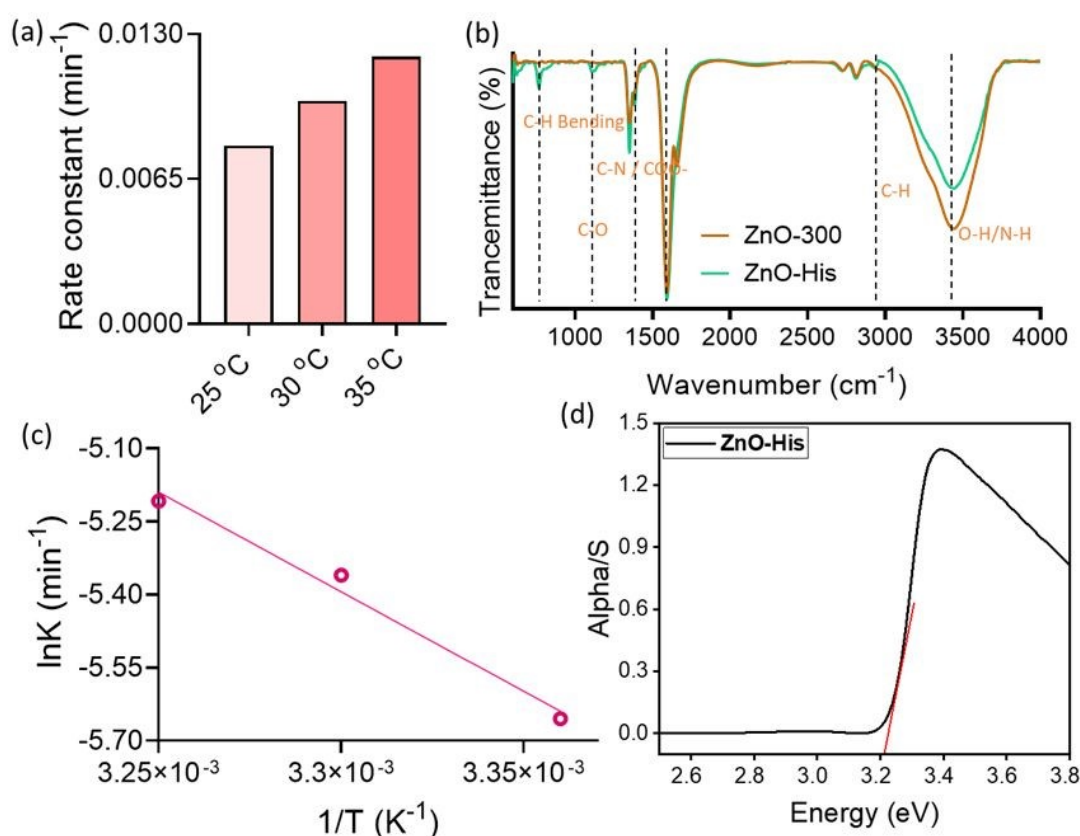 (a)
Rate constant (min⁻¹)
0.0130
0.0065
0.0000
25 °C
30 °C
35 °C
(b)
Trancemittance (%)
C-H Bending
C-N / COO-
C-O
C-H
O-H/N-H
ZnO-300
ZnO-His
1000 1500 2000 2500 3000 3500 4000
Wavenumber (cm⁻¹)
(c)
lnK (min⁻¹)
-5.10
-5.25
-5.40
-5.55
-5.70
3.25×10⁻³ 3.3×10⁻³ 3.35×10⁻³
1/T (K⁻¹)
(d)
ZnO-His
Alpha/S
1.5
1.2
0.9
0.6
0.3
0.0
2.6 2.8 3.0 3.2 3.4 3.6 3.8
Energy (eV)